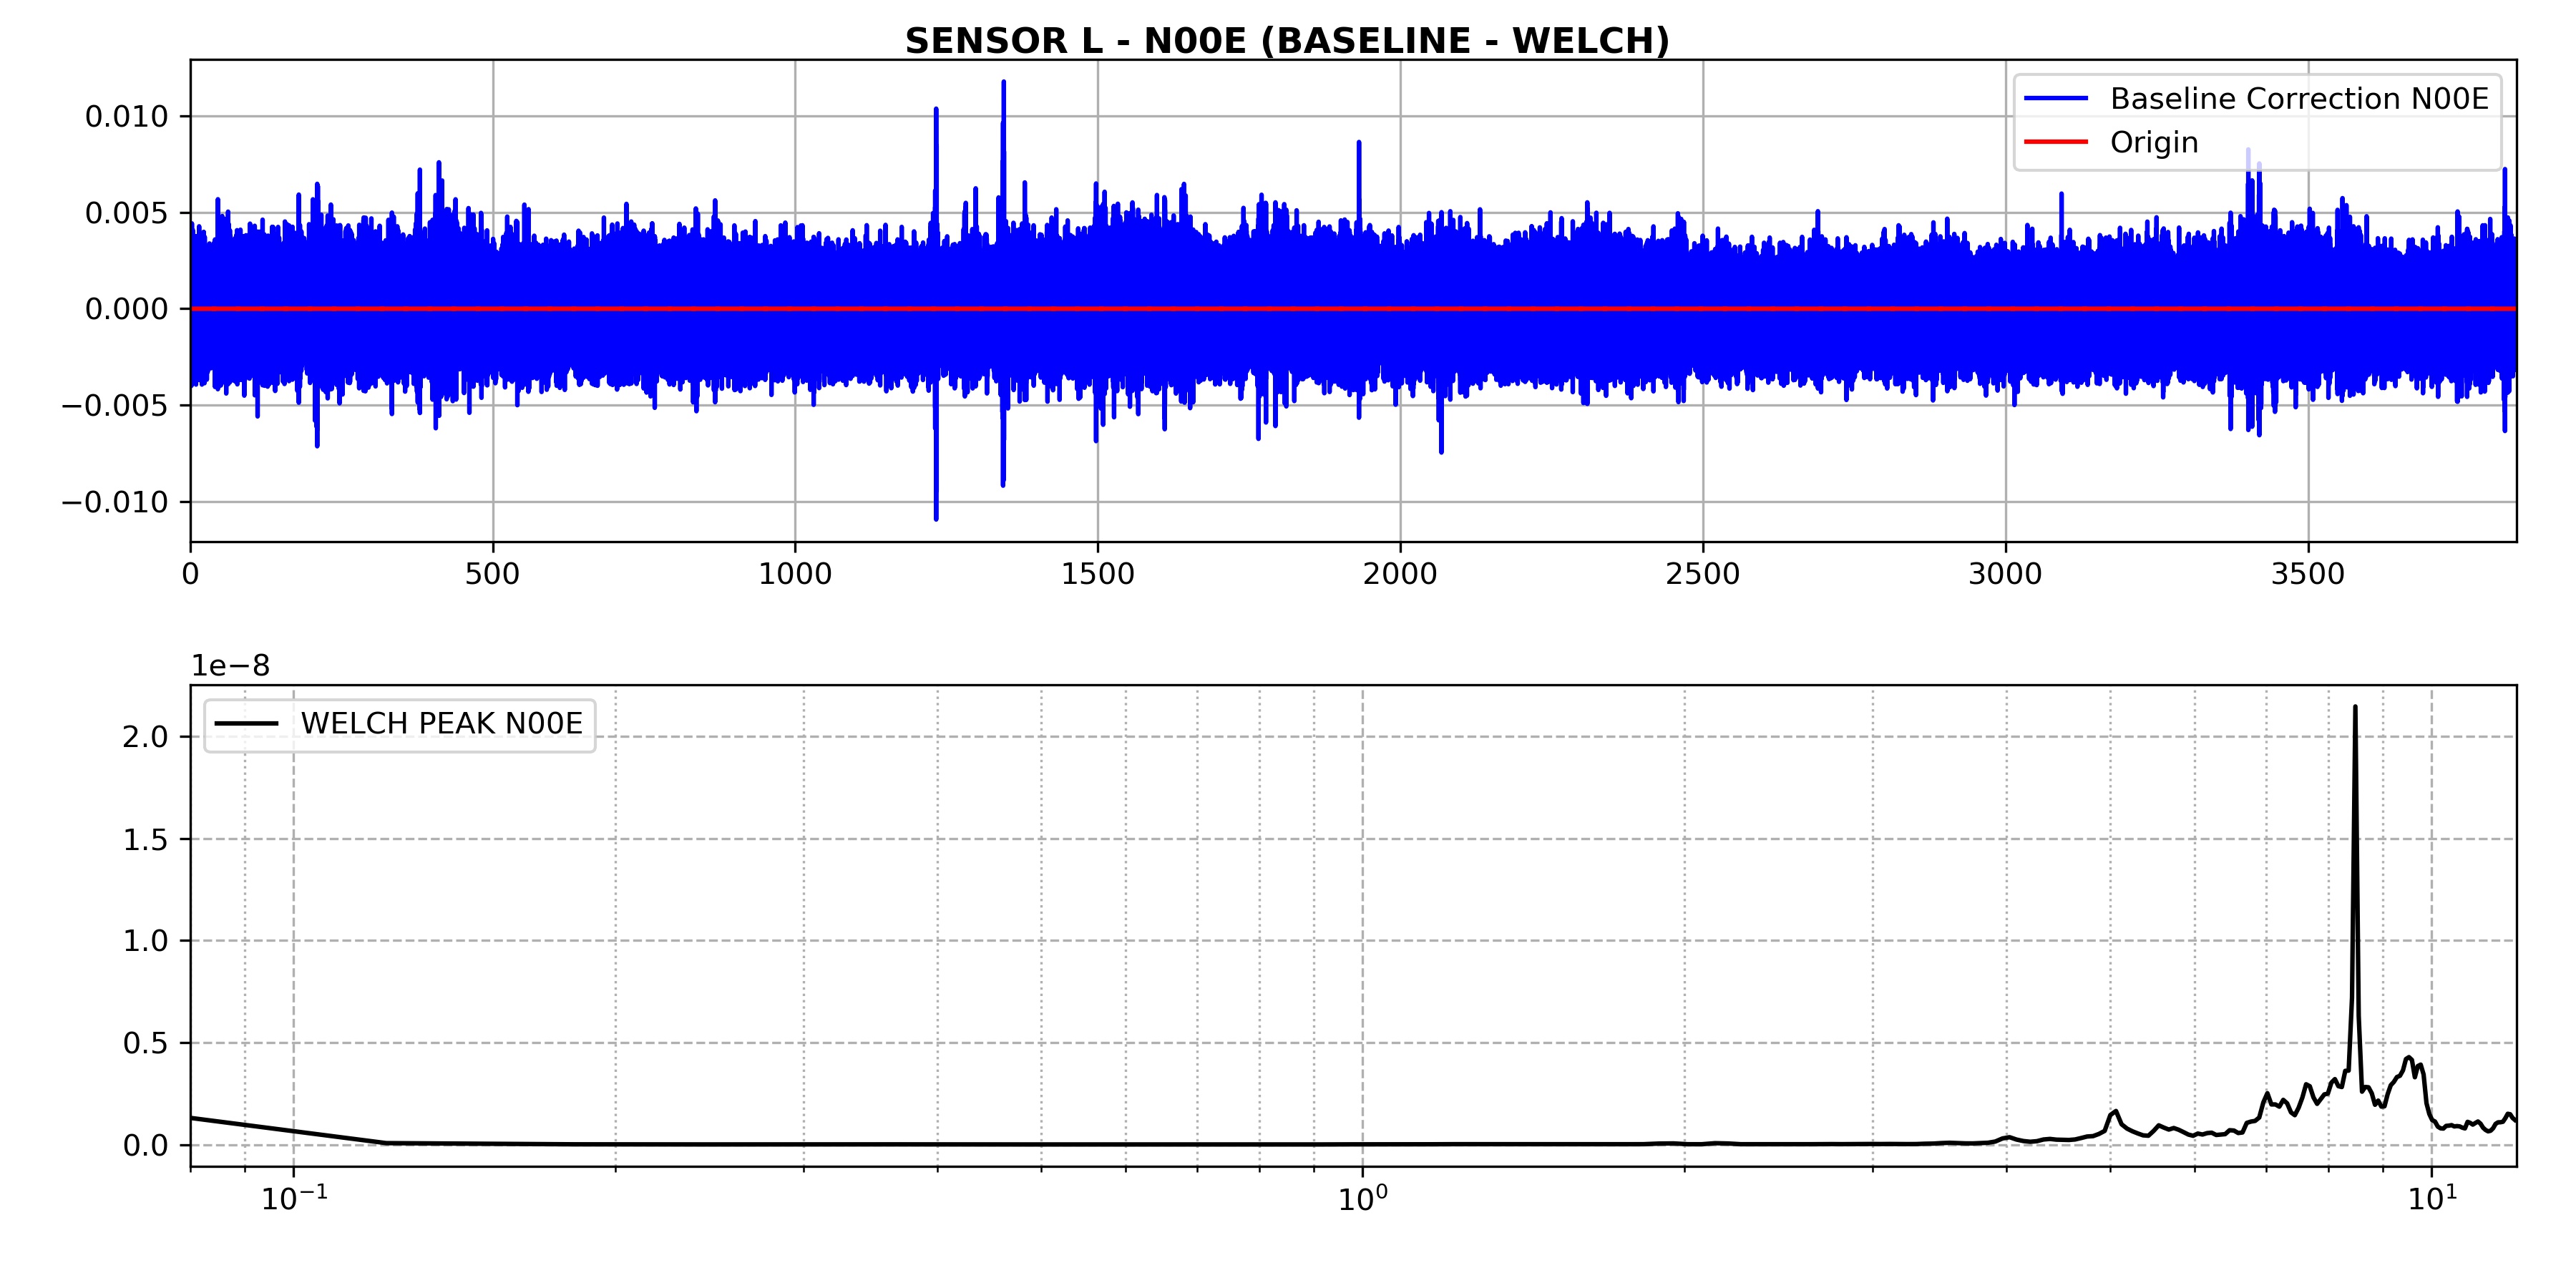 SENSOR L - N00E (BASELINE - WELCH)
0.010
0.005
0.000
−0.005
−0.010
Baseline Correction N00E
Origin
0 500 1000 1500 2000 2500 3000 3500
1e−8
WELCH PEAK N00E
2.0
1.5
1.0
0.5
0.0
10⁻¹ 10⁰ 10¹